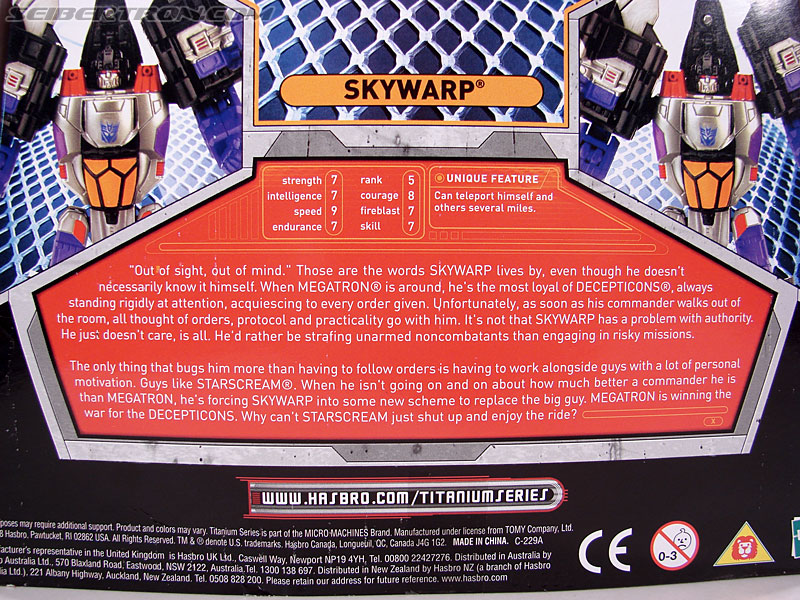 SEIBERTRON.COM
SKYWARP®
strength 7 rank 5
intelligence 7 courage 8
speed 9 fireblast 7
endurance 7 skill 7
UNIQUE FEATURE
Can teleport himself and
others several miles.
"Out of sight, out of mind." Those are the words SKYWARP lives by, even though he doesn't
necessarily know it himself. When MEGATRON® is around, he's the most loyal of DECEPTICONS®, always
standing rigidly at attention, acquiescing to every order given. Unfortunately, as soon as his commander walks out of
the room, all thought of orders, protocol and practicality go with him. It's not that SKYWARP has a problem with authority.
He just doesn't care, is all. He'd rather be strafing unarmed noncombatants than engaging in risky missions.
The only thing that bugs him more than having to follow orders is having to work alongside guys with a lot of personal
motivation. Guys like STARSCREAM®. When he isn't going on and on about how much better a commander he is
than MEGATRON, he's forcing SKYWARP into some new scheme to replace the big guy. MEGATRON is winning the
war for the DECEPTICONS. Why can't STARSCREAM just shut up and enjoy the ride?
X
WWW.HASBRO.COM/TITANIUMSERIES
poses may require additional support. Product and colors may vary. Titanium Series is part of the MICRO-MACHINES Brand. Manufactured under license from TOMY Company, Ltd.
8 Hasbro, Pawtucket, RI 02862 USA. All Rights Reserved. TM & ® denote U.S. trademarks. Hasbro Canada, Longueuil, QC, Canada J4G 1G2. MADE IN CHINA. C-229A
facturer's representative in the United Kingdom is Hasbro UK Ltd., Caswell Way, Newport NP19 4YH, Tel. 00800 22427276. Distributed in Australia by
o Australia Ltd., 570 Blaxland Road, Eastwood, NSW 2122, Australia. Tel. 1300 138 697. Distributed in New Zealand by Hasbro NZ (a branch of Hasbro
ia Ltd.). 221 Albany Highway, Auckland, New Zealand. Tel. 0508 828 200. Please retain our address for future reference. www.hasbro.com
CE
0-3